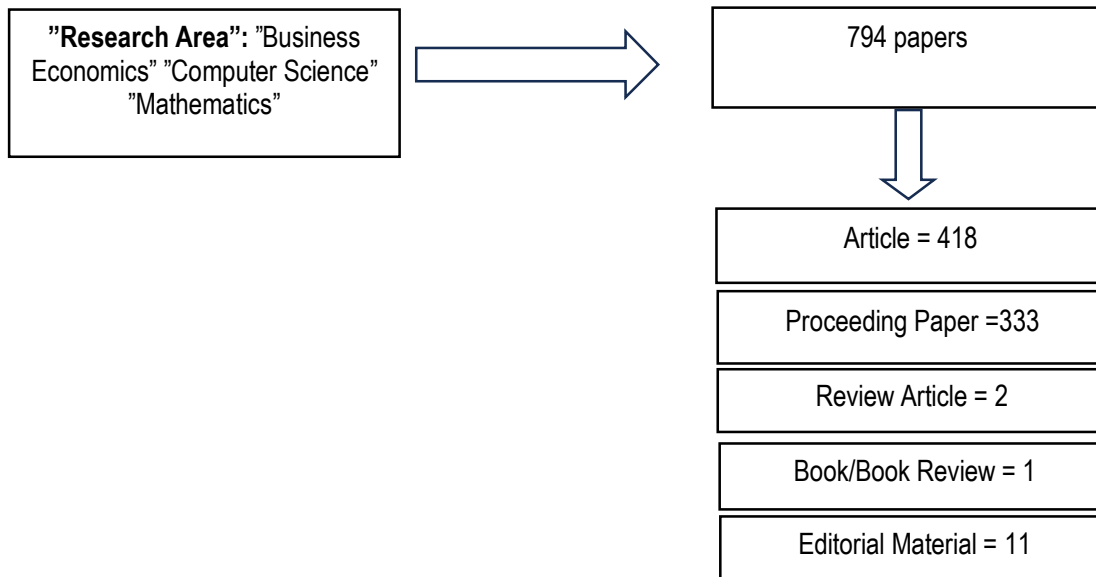 ”Research Area”: ”Business
Economics” ”Computer Science”
”Mathematics”
794 papers
Article = 418
Proceeding Paper =333
Review Article = 2
Book/Book Review = 1
Editorial Material = 11